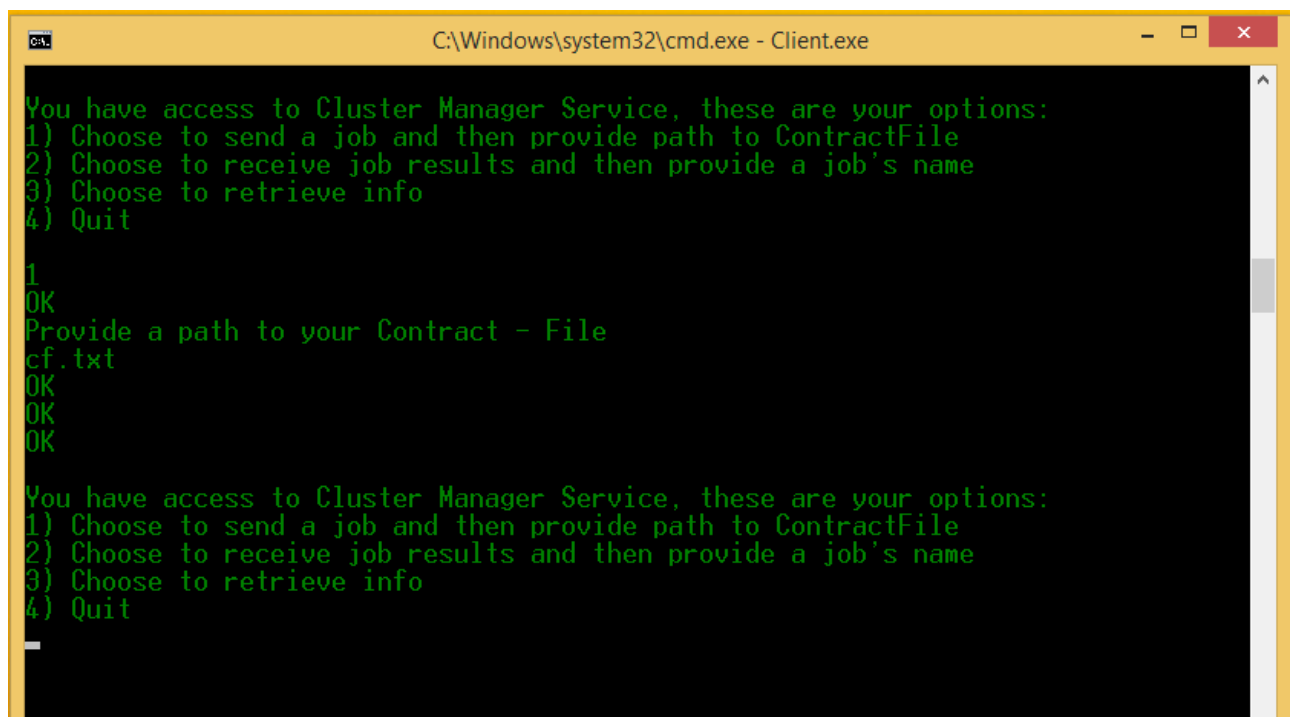 C:\Windows\system32\cmd.exe - Client.exe
You have access to Cluster Manager Service, these are your options:
1) Choose to send a job and then provide path to ContractFile
2) Choose to receive job results and then provide a job's name
3) Choose to retrieve info
4) Quit
1
OK
Provide a path to your Contract - File
cf.txt
OK
OK
OK
You have access to Cluster Manager Service, these are your options:
1) Choose to send a job and then provide path to ContractFile
2) Choose to receive job results and then provide a job's name
3) Choose to retrieve info
4) Quit